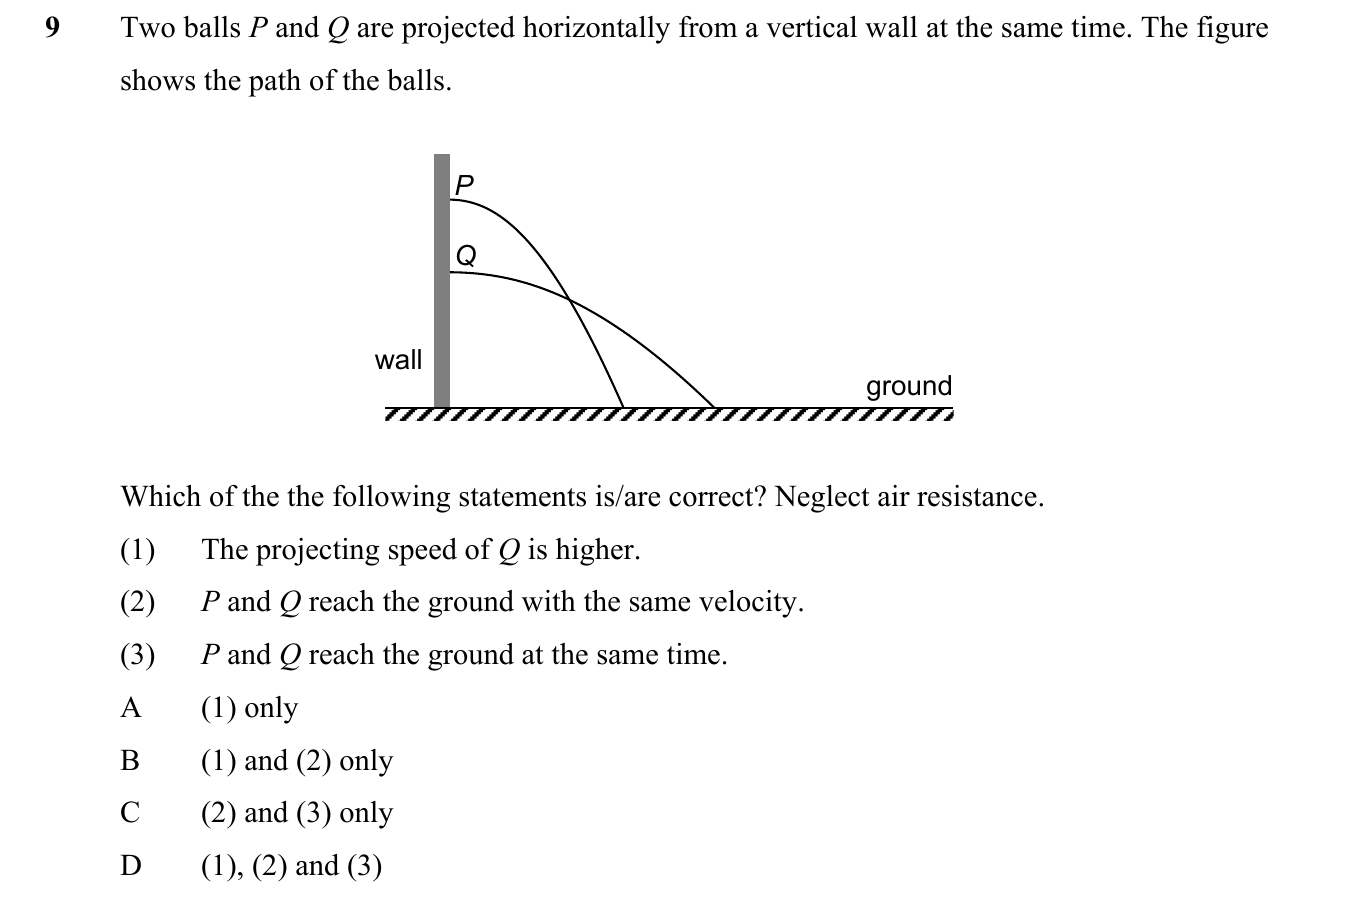 9 Two balls P and Q are projected horizontally from a vertical wall at the same time. The figure
shows the path of the balls.
P
Q
wall
ground
Which of the the following statements is/are correct? Neglect air resistance.
(1) The projecting speed of Q is higher.
(2) P and Q reach the ground with the same velocity.
(3) P and Q reach the ground at the same time.
A (1) only
B (1) and (2) only
C (2) and (3) only
D (1), (2) and (3)